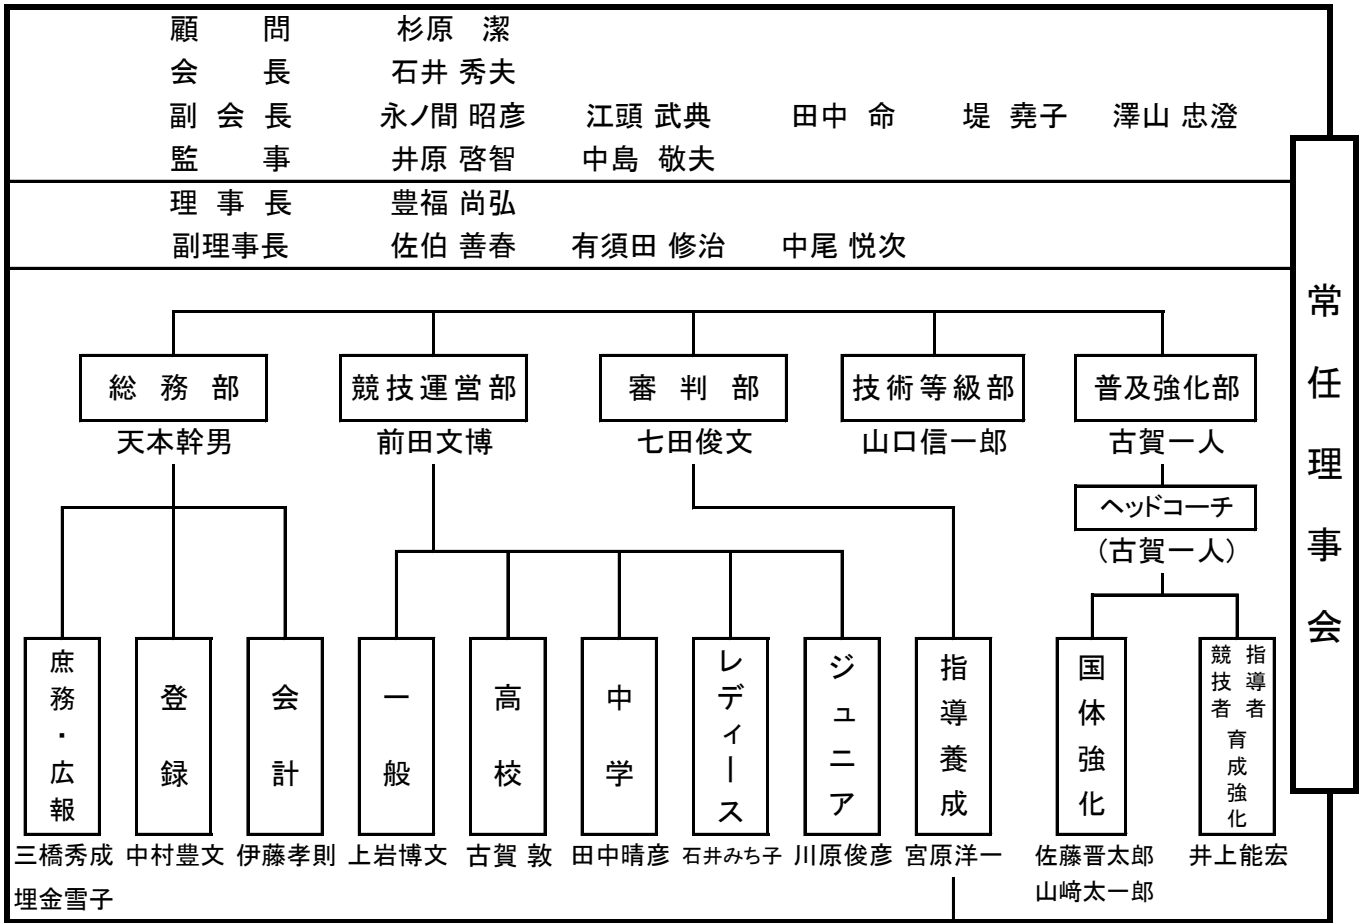 顧 問 杉原 潔
会 長 石井 秀夫
副 会 長 永ノ間 昭彦 江頭 武典 田中 命 堤 堯子 澤山 忠澄
監 事 井原 啓智 中島 敬夫
理 事 長 豊福 尚弘
副理事長 佐伯 善春 有須田 修治 中尾 悦次
常任理事会
総 務 部 競技運営部 審 判 部 技術等級部 普及強化部
天本幹男 前田文博 七田俊文 山口信一郎 古賀一人
ヘッドコーチ
(古賀一人)
庶務・広報 登録 会計 一般 高校 中学 レディース ジュニア 指導養成 国体強化 競技者 指導者 育成強化
三橋秀成 中村豊文 伊藤孝則 上岩博文 古賀 敦 田中晴彦 石井みち子 川原俊彦 宮原洋一 佐藤晋太郎 井上能宏
埋金雪子 山﨑太一郎